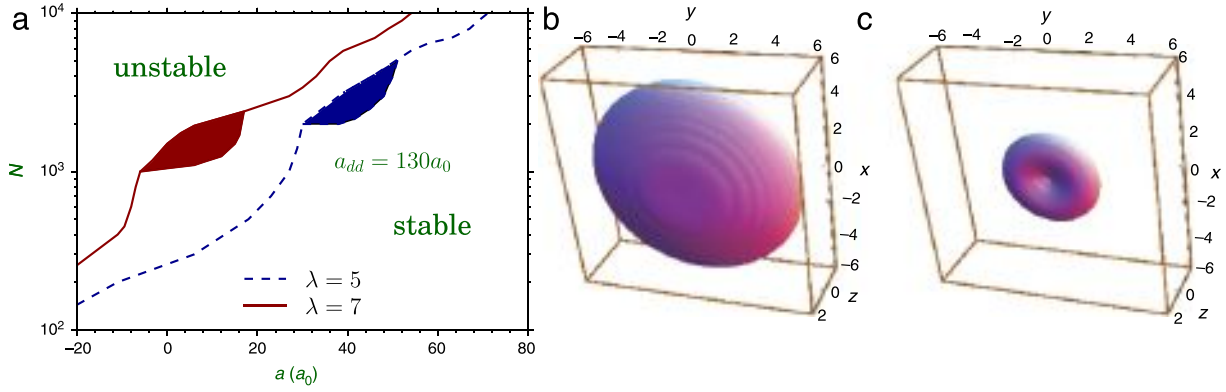 a
10^4
10^3
10^2
N
unstable
a_{dd} = 130a_0
stable
λ = 5
λ = 7
−20 0 20 40 60 80
a (a_0)
b
y
−6 −4 −2 0 2 4 6
6
4
2
0
−2
−4
−6
x
0
2
z
c
y
−6 −4 −2 0 2 4 6
6
4
2
0
−2
−4
−6
x
0
2
z